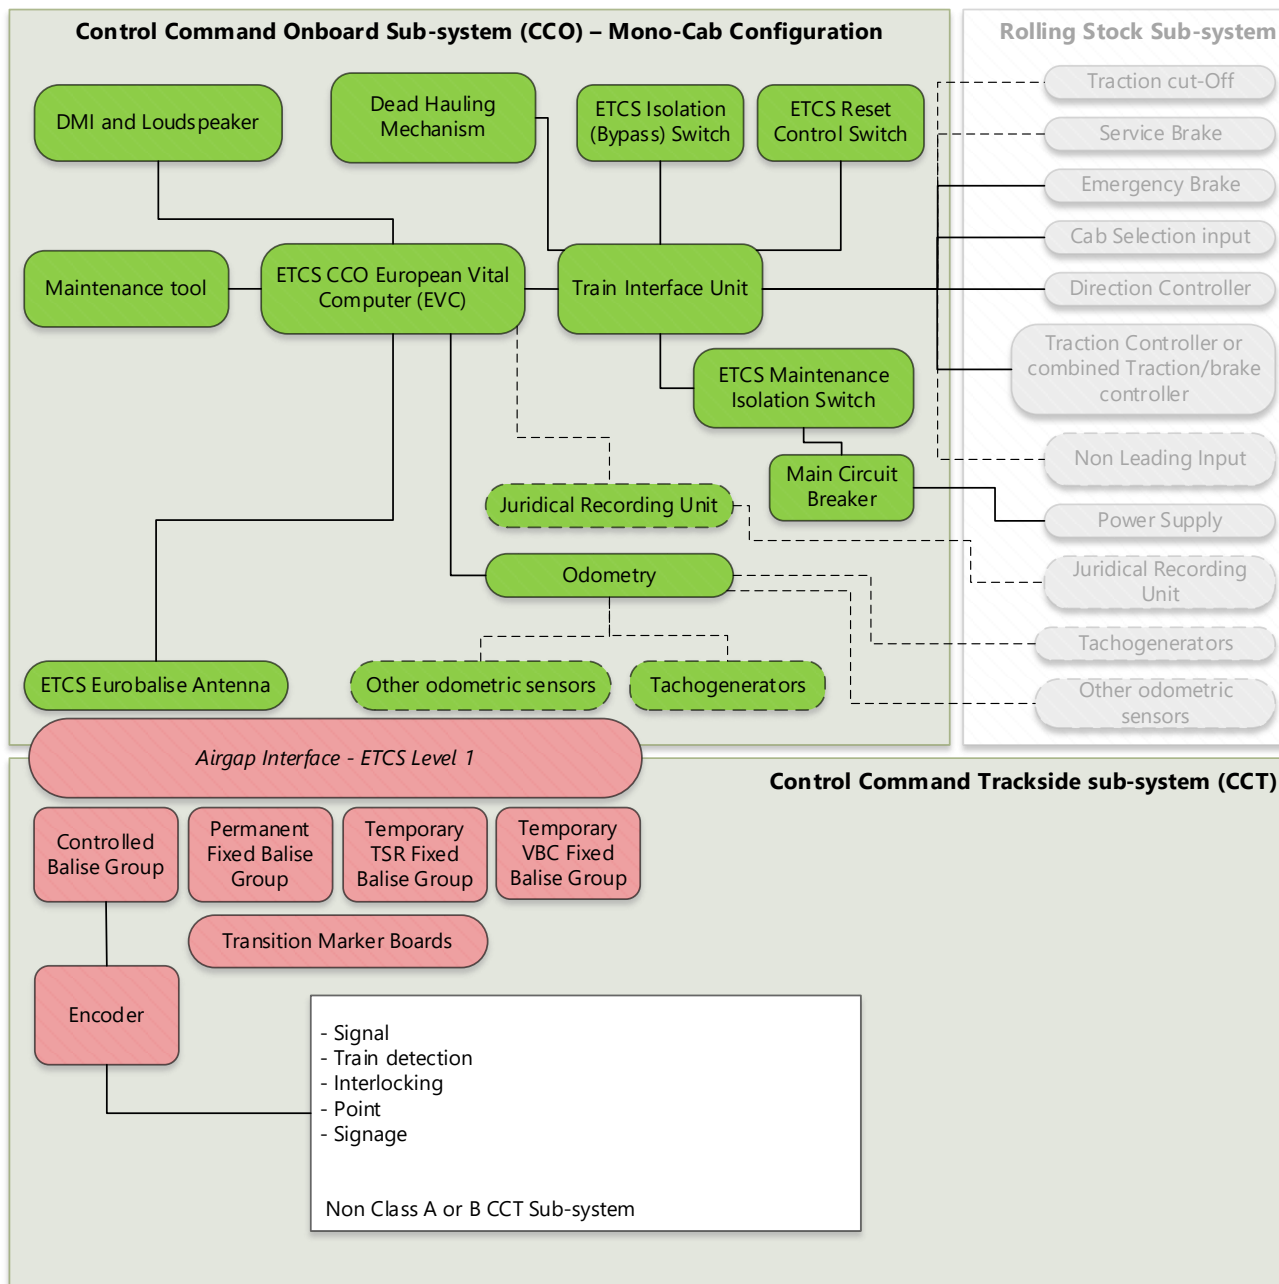 Control Command Onboard Sub-system (CCO) – Mono-Cab Configuration
Rolling Stock Sub-system
DMI and Loudspeaker
Dead Hauling
Mechanism
ETCS Isolation
(Bypass) Switch
ETCS Reset
Control Switch
Traction cut-Off
Service Brake
Emergency Brake
Cab Selection input
Direction Controller
Traction Controller or
combined Traction/brake
controller
Non Leading Input
Power Supply
Juridical Recording
Unit
Tachogenerators
Other odometric
sensors
Maintenance tool
ETCS CCO European Vital
Computer (EVC)
Train Interface Unit
ETCS Maintenance
Isolation Switch
Main Circuit
Breaker
Juridical Recording Unit
Odometry
ETCS Eurobalise Antenna
Other odometric sensors
Tachogenerators
Airgap Interface - ETCS Level 1
Control Command Trackside sub-system (CCT)
Controlled
Balise Group
Permanent
Fixed Balise
Group
Temporary
TSR Fixed
Balise Group
Temporary
VBC Fixed
Balise Group
Transition Marker Boards
Encoder
- Signal
- Train detection
- Interlocking
- Point
- Signage
Non Class A or B CCT Sub-system